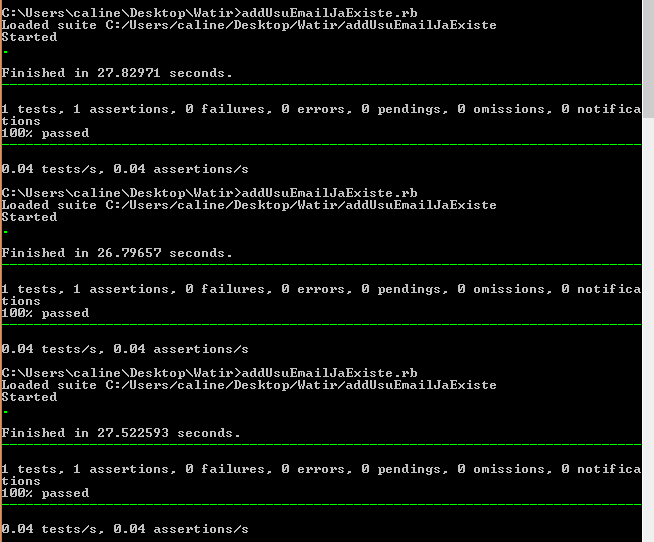 C:\Users\caline\Desktop\Watir>addUsuEmailJaExiste.rb
Loaded suite C:/Users/caline/Desktop/Watir/addUsuEmailJaExiste
Started
.
Finished in 27.82971 seconds.
1 tests, 1 assertions, 0 failures, 0 errors, 0 pendings, 0 omissions, 0 notifica
tions
100% passed
0.04 tests/s, 0.04 assertions/s
C:\Users\caline\Desktop\Watir>addUsuEmailJaExiste.rb
Loaded suite C:/Users/caline/Desktop/Watir/addUsuEmailJaExiste
Started
.
Finished in 26.79657 seconds.
1 tests, 1 assertions, 0 failures, 0 errors, 0 pendings, 0 omissions, 0 notifica
tions
100% passed
0.04 tests/s, 0.04 assertions/s
C:\Users\caline\Desktop\Watir>addUsuEmailJaExiste.rb
Loaded suite C:/Users/caline/Desktop/Watir/addUsuEmailJaExiste
Started
.
Finished in 27.522593 seconds.
1 tests, 1 assertions, 0 failures, 0 errors, 0 pendings, 0 omissions, 0 notifica
tions
100% passed
0.04 tests/s, 0.04 assertions/s